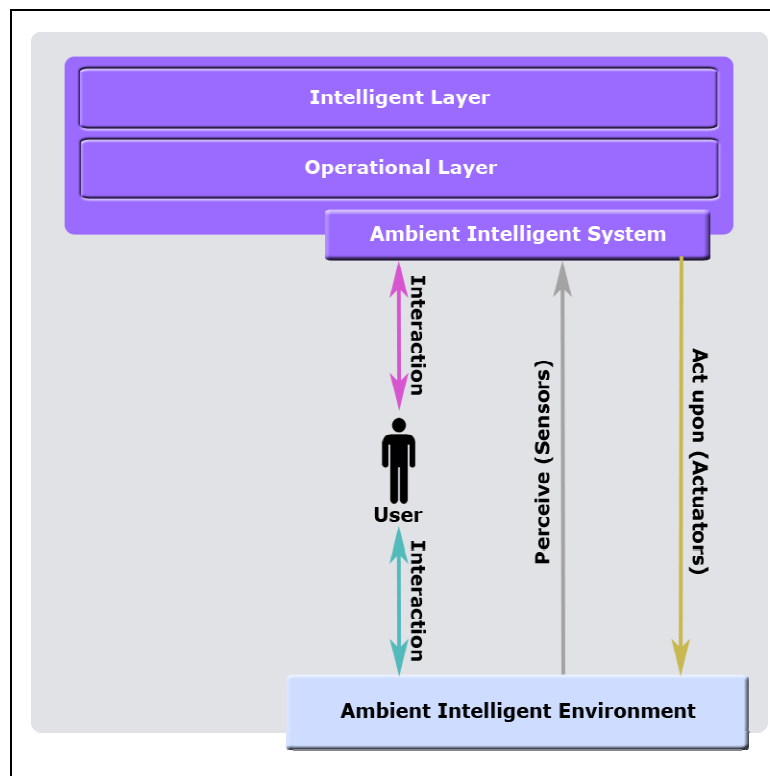 Intelligent Layer
Operational Layer
Ambient Intelligent System
Interaction
User
Interaction
Perceive (Sensors)
Act upon (Actuators)
Ambient Intelligent Environment